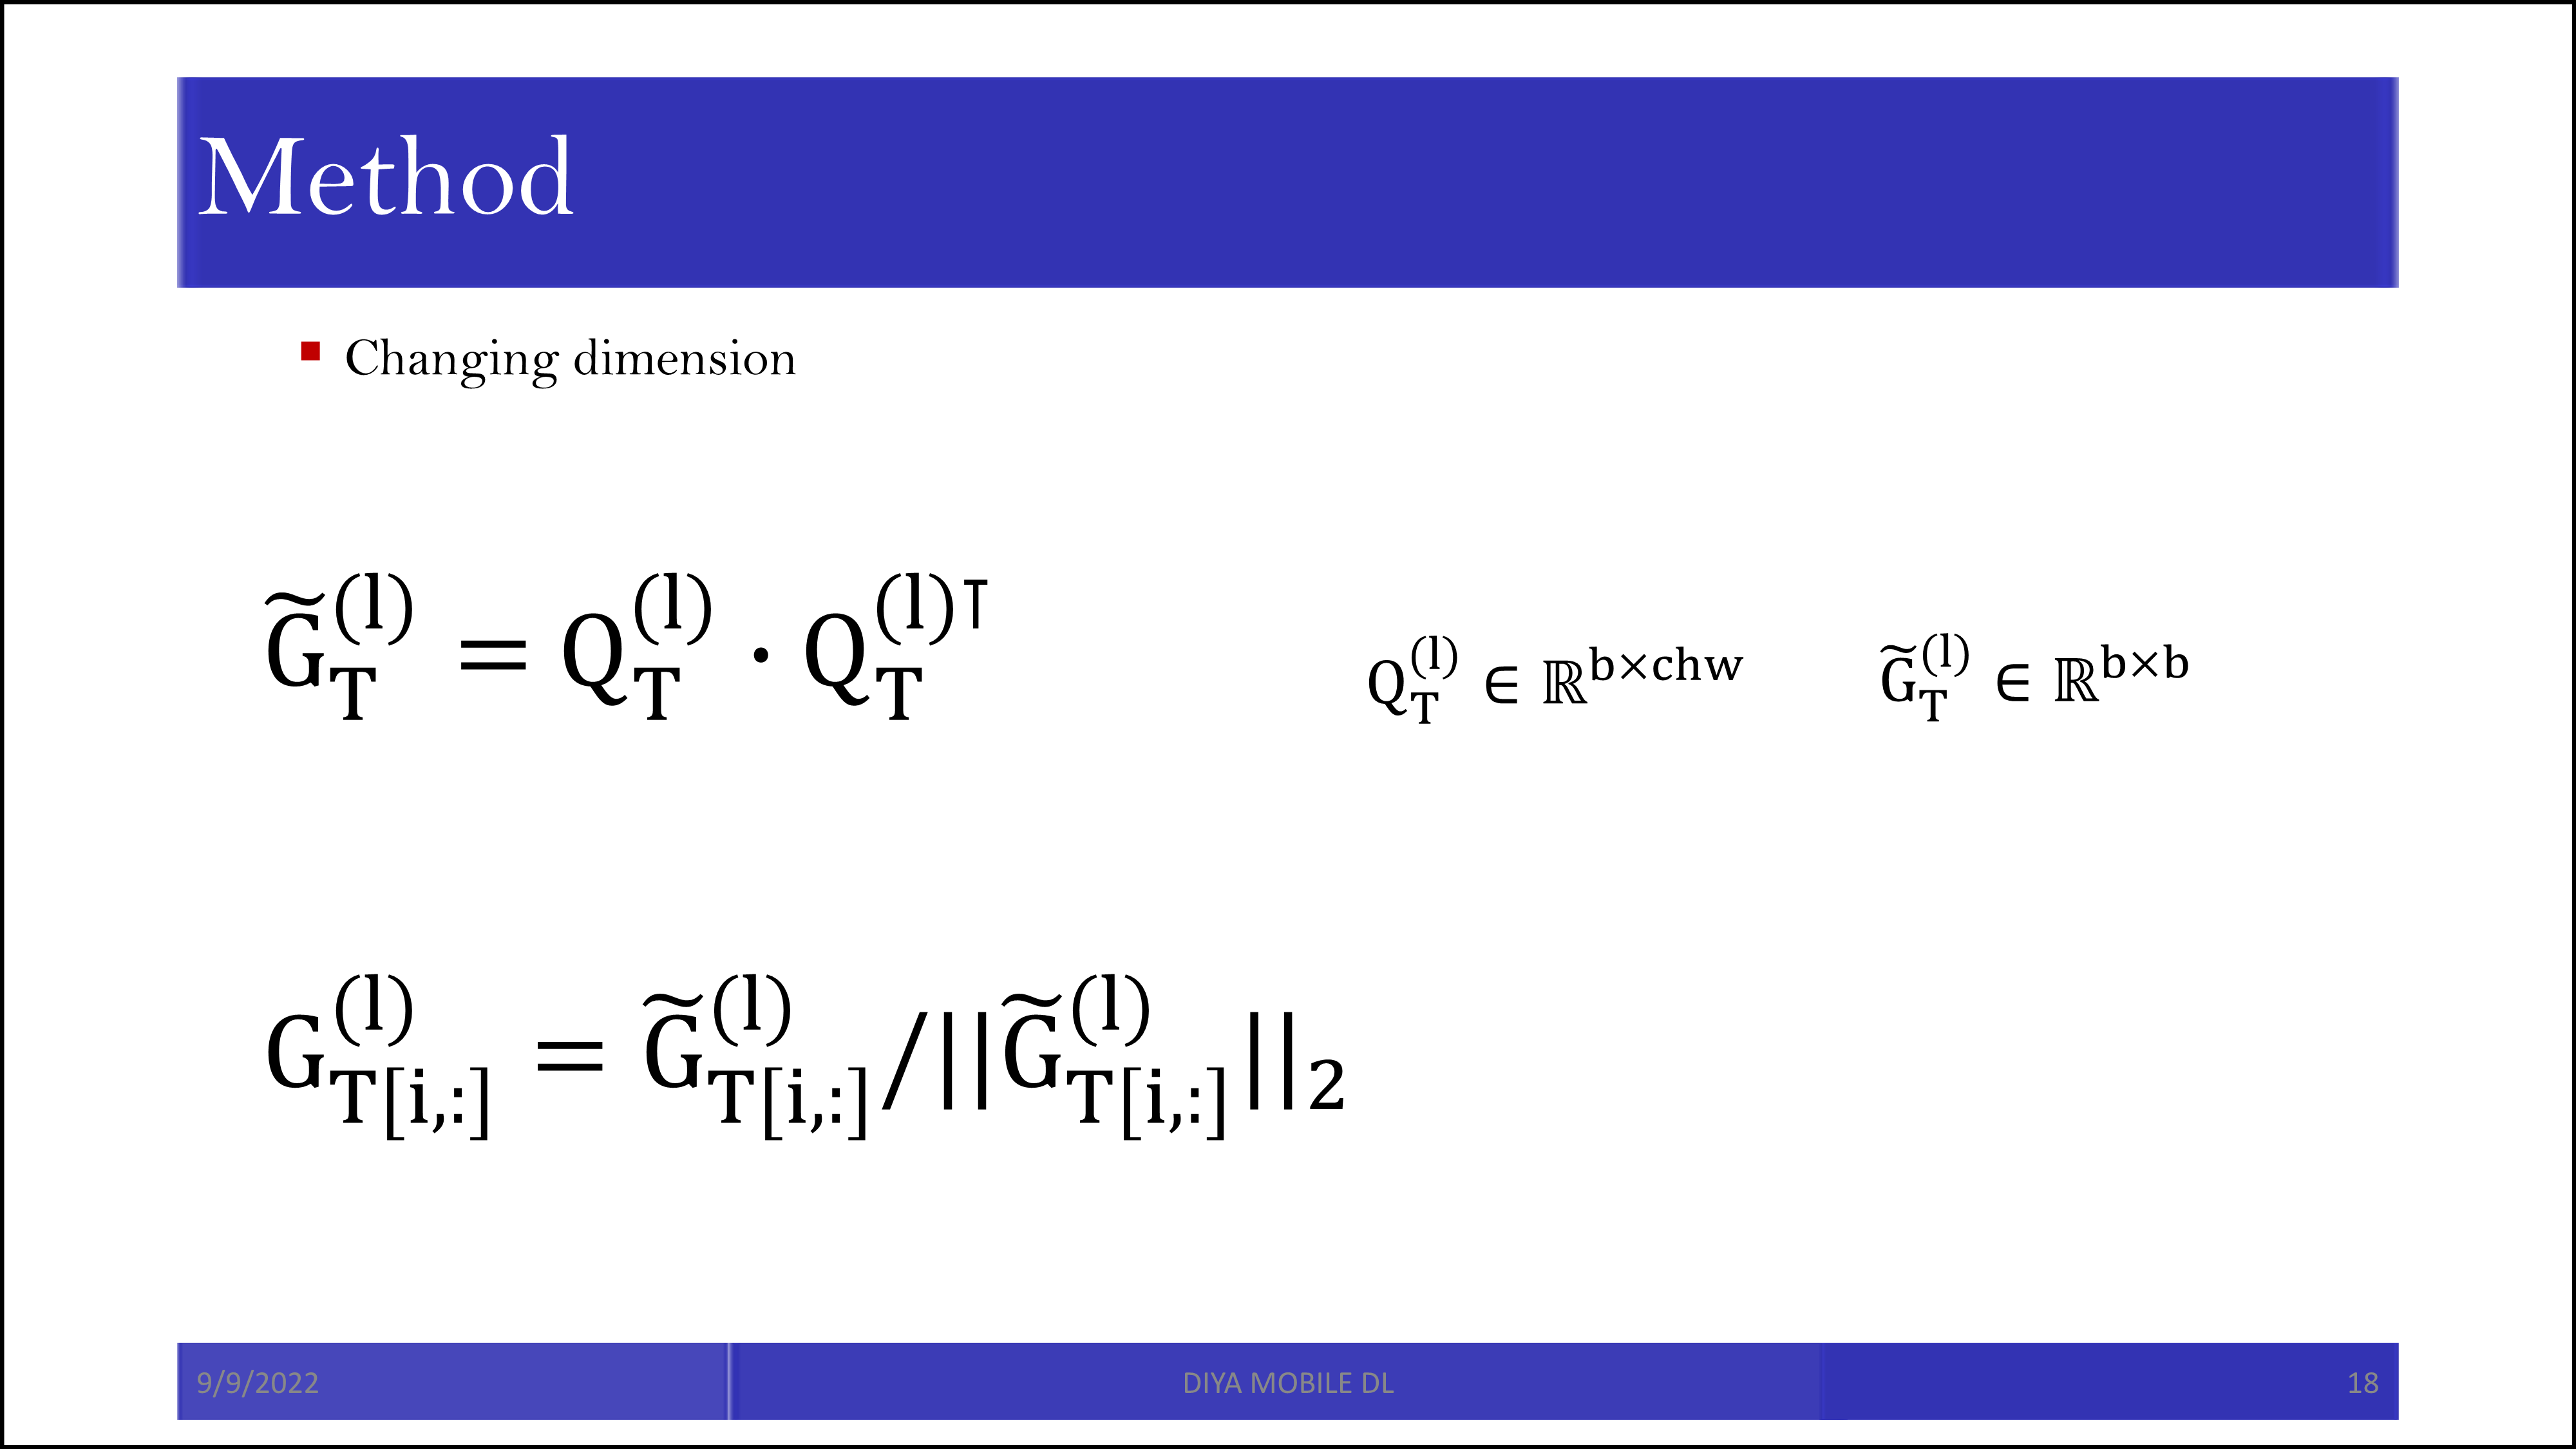 Method
▪ Changing dimension
G̃_T^(l) = Q_T^(l) · Q_T^(l)⊺
Q_T^(l) ∈ ℝ^b×chw
G̃_T^(l) ∈ ℝ^b×b
G_T[i,:]^(l) = G̃_T[i,:]^(l)/||G̃_T[i,:]^(l)||_2
9/9/2022
DIYA MOBILE DL
18